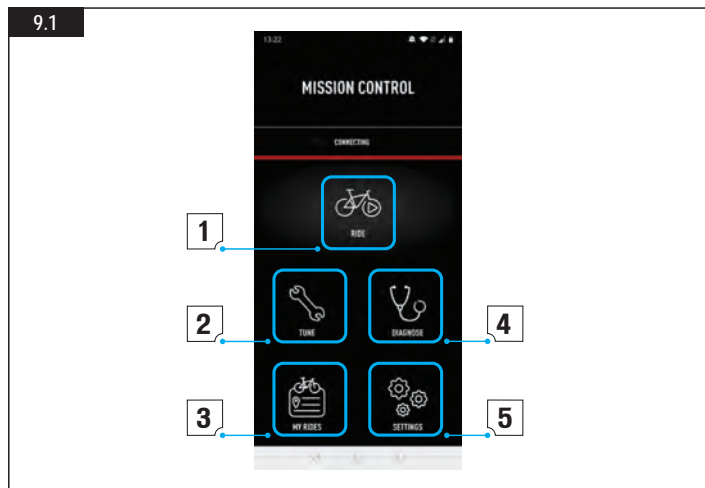 9.1
13:22
MISSION CONTROL
CONNECTING
1
RIDE
2
TUNE
DIAGNOSE
4
3
MY RIDES
SETTINGS
5